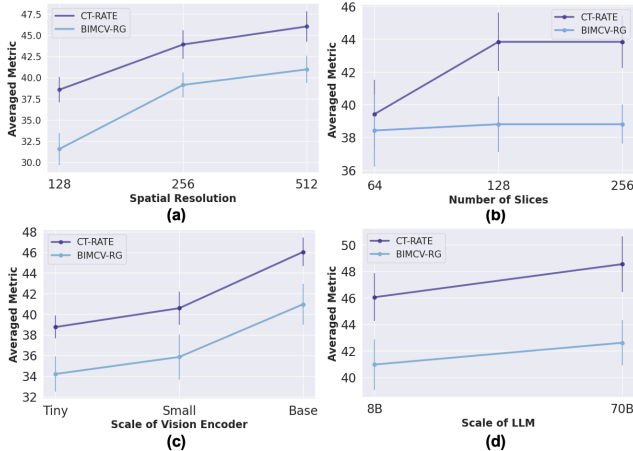 47.5
45.0
42.5
40.0
37.5
35.0
32.5
30.0
Averaged Metric
CT-RATE
BIMCV-RG
128
256
512
Spatial Resolution
(a)
46
44
42
40
38
36
Averaged Metric
CT-RATE
BIMCV-RG
64
128
256
Number of Slices
(b)
48
46
44
42
40
38
36
34
32
Averaged Metric
CT-RATE
BIMCV-RG
Tiny
Small
Base
Scale of Vision Encoder
(c)
50
48
46
44
42
40
Averaged Metric
CT-RATE
BIMCV-RG
8B
70B
Scale of LLM
(d)